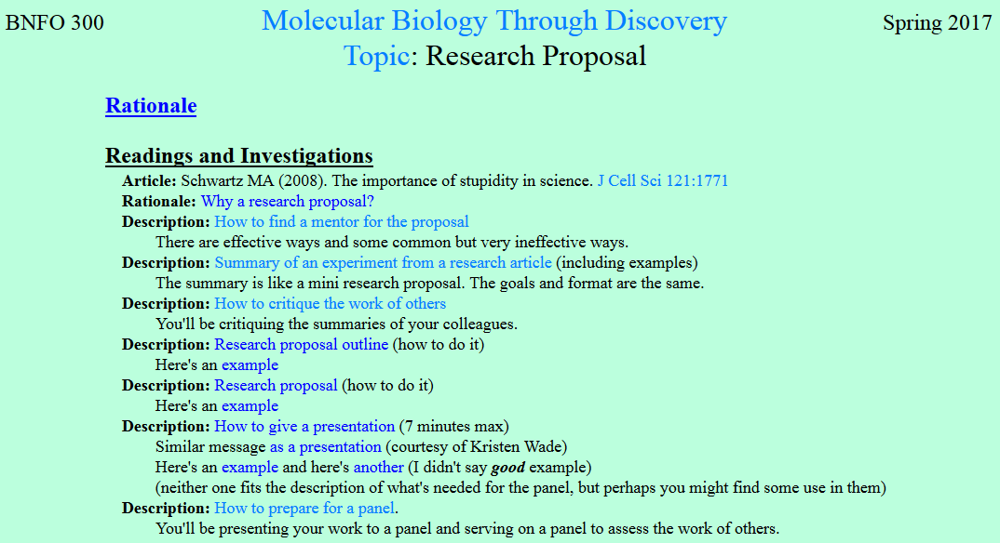 BNFO 300
Molecular Biology Through Discovery
Spring 2017
Topic: Research Proposal
Rationale
Readings and Investigations
Article: Schwartz MA (2008). The importance of stupidity in science. J Cell Sci 121:1771
Rationale: Why a research proposal?
Description: How to find a mentor for the proposal
There are effective ways and some common but very ineffective ways.
Description: Summary of an experiment from a research article (including examples)
The summary is like a mini research proposal. The goals and format are the same.
Description: How to critique the work of others
You'll be critiquing the summaries of your colleagues.
Description: Research proposal outline (how to do it)
Here's an example
Description: Research proposal (how to do it)
Here's an example
Description: How to give a presentation (7 minutes max)
Similar message as a presentation (courtesy of Kristen Wade)
Here's an example and here's another (I didn't say good example)
(neither one fits the description of what's needed for the panel, but perhaps you might find some use in them)
Description: How to prepare for a panel.
You'll be presenting your work to a panel and serving on a panel to assess the work of others.